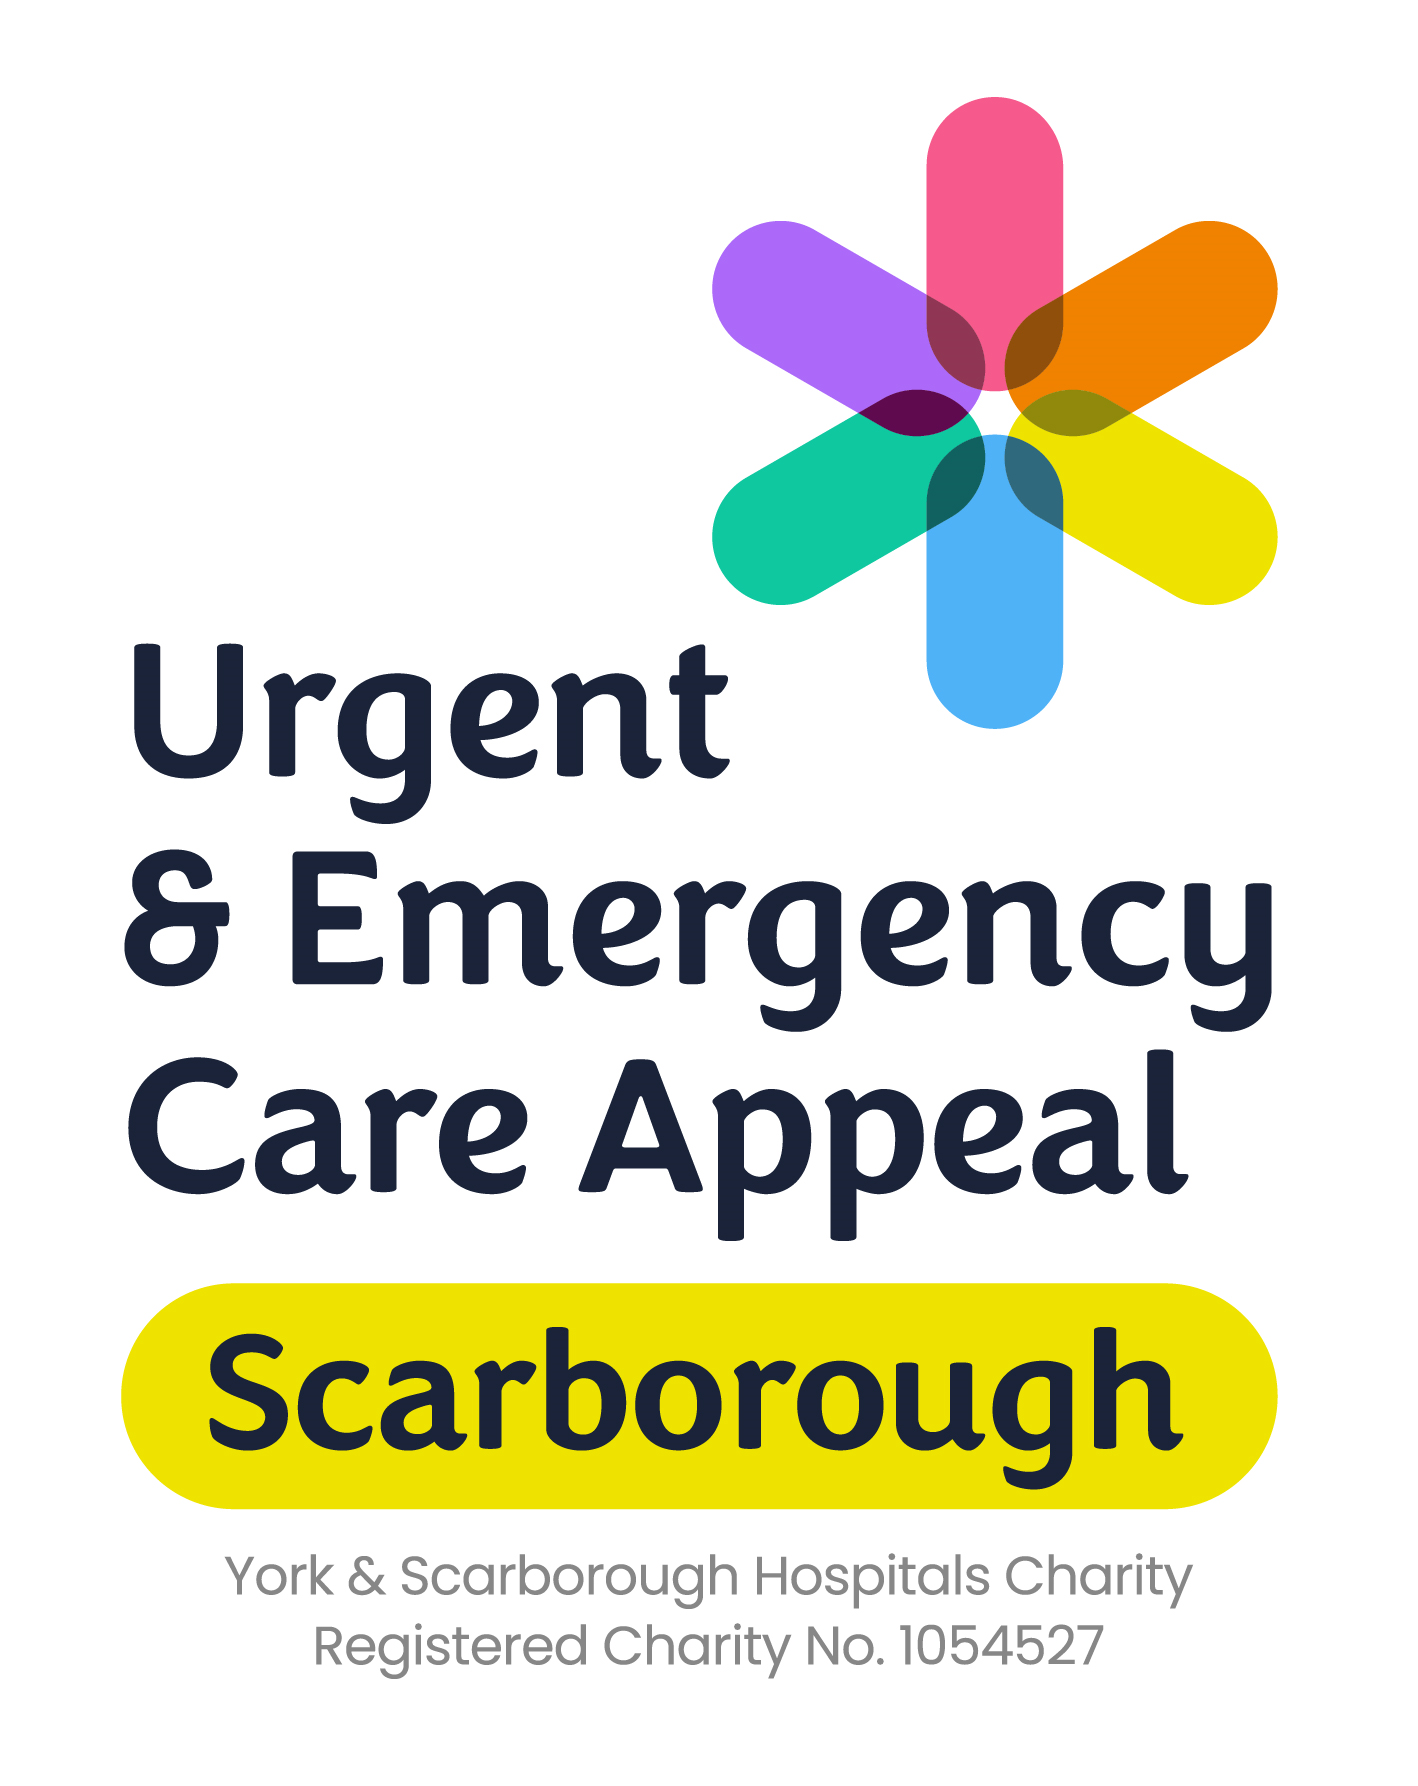 Urgent
& Emergency
Care Appeal
Scarborough
York & Scarborough Hospitals Charity
Registered Charity No. 1054527